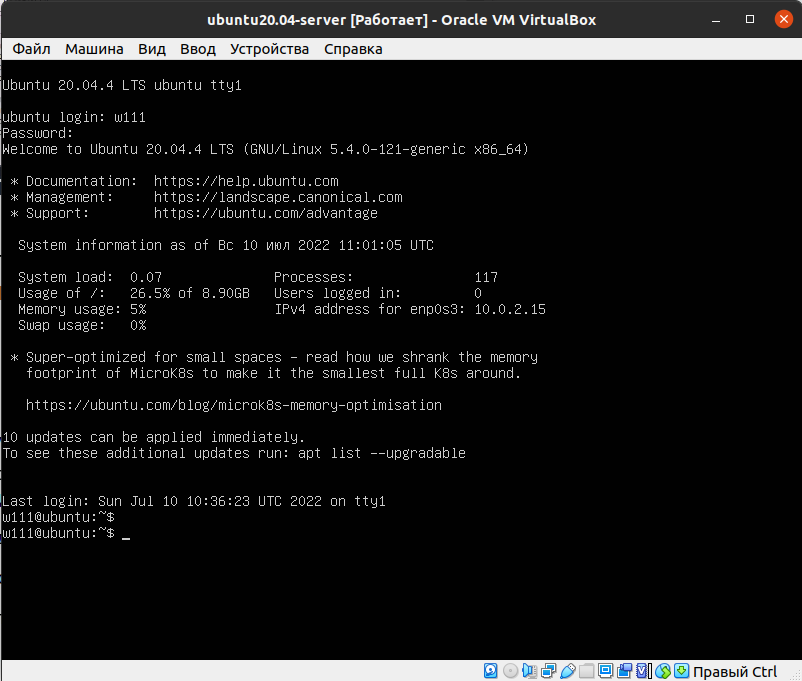 ubuntu20.04-server [Работает] - Oracle VM VirtualBox
Файл Машина Вид Ввод Устройства Справка
Ubuntu 20.04.4 LTS ubuntu tty1
ubuntu login: w111
Password:
Welcome to Ubuntu 20.04.4 LTS (GNU/Linux 5.4.0-121-generic x86_64)
* Documentation: https://help.ubuntu.com
* Management: https://landscape.canonical.com
* Support: https://ubuntu.com/advantage
System information as of Вс 10 июл 2022 11:01:05 UTC
System load: 0.07 Processes: 117
Usage of /: 26.5% of 8.90GB Users logged in: 0
Memory usage: 5% IPv4 address for enp0s3: 10.0.2.15
Swap usage: 0%
* Super-optimized for small spaces - read how we shrank the memory
footprint of MicroK8s to make it the smallest full K8s around.
https://ubuntu.com/blog/microk8s-memory-optimisation
10 updates can be applied immediately.
To see these additional updates run: apt list --upgradable
Last login: Sun Jul 10 10:36:23 UTC 2022 on tty1
w111@ubuntu:~$
w111@ubuntu:~$ _
Правый Ctrl